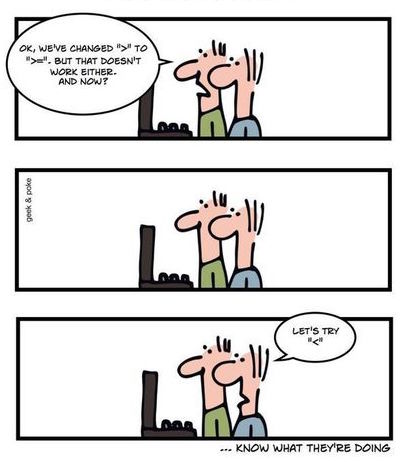 OK, WE'VE CHANGED ">" TO
">=". BUT THAT DOESN'T
WORK EITHER.
AND NOW?
geek & poke
LET'S TRY
"<"
... KNOW WHAT THEY'RE DOING